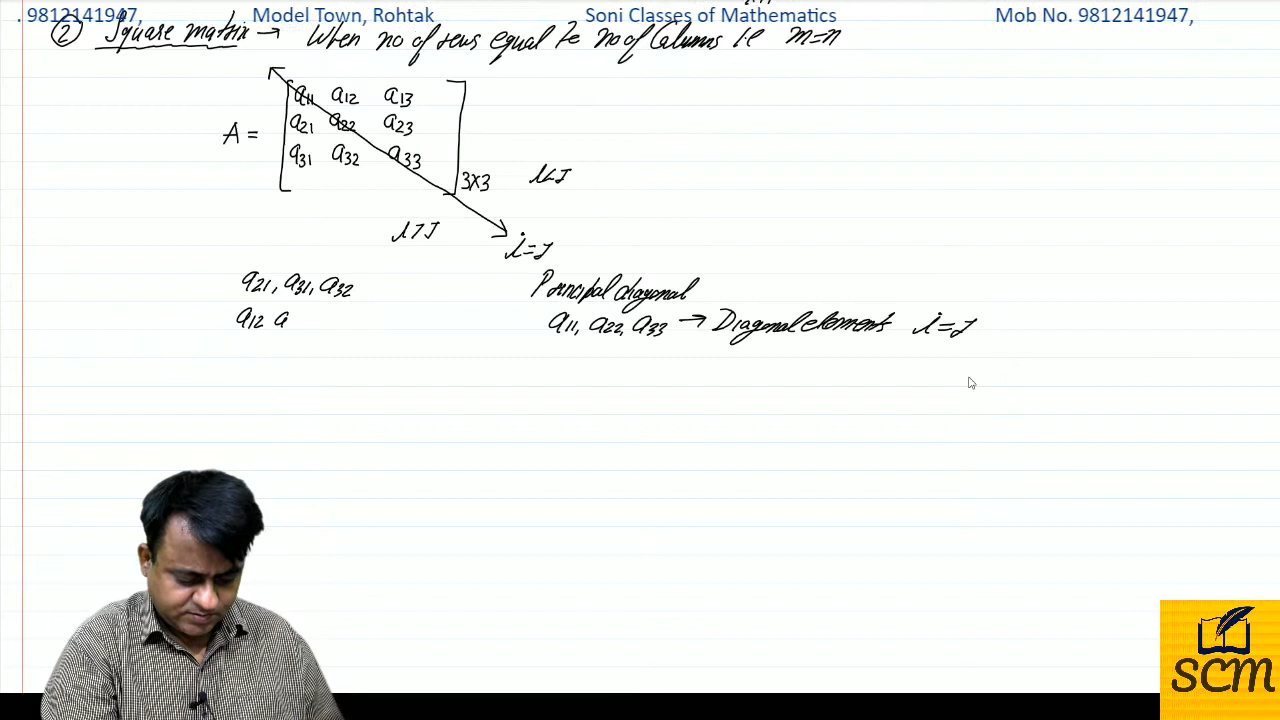 . 9812141947, Model Town, Rohtak Soni Classes of Mathematics Mob No. 9812141947,
② Square matrix → When no of rows equal to no of Columns i.e m=n
a11 a12 a13
A = a21 a22 a23
a31 a32 a33
3×3 i<J
i>J
i=J
a21, a31, a32 Principal diagonal
a12 a a11, a22, a33 → Diagonal elements i=J
SCM